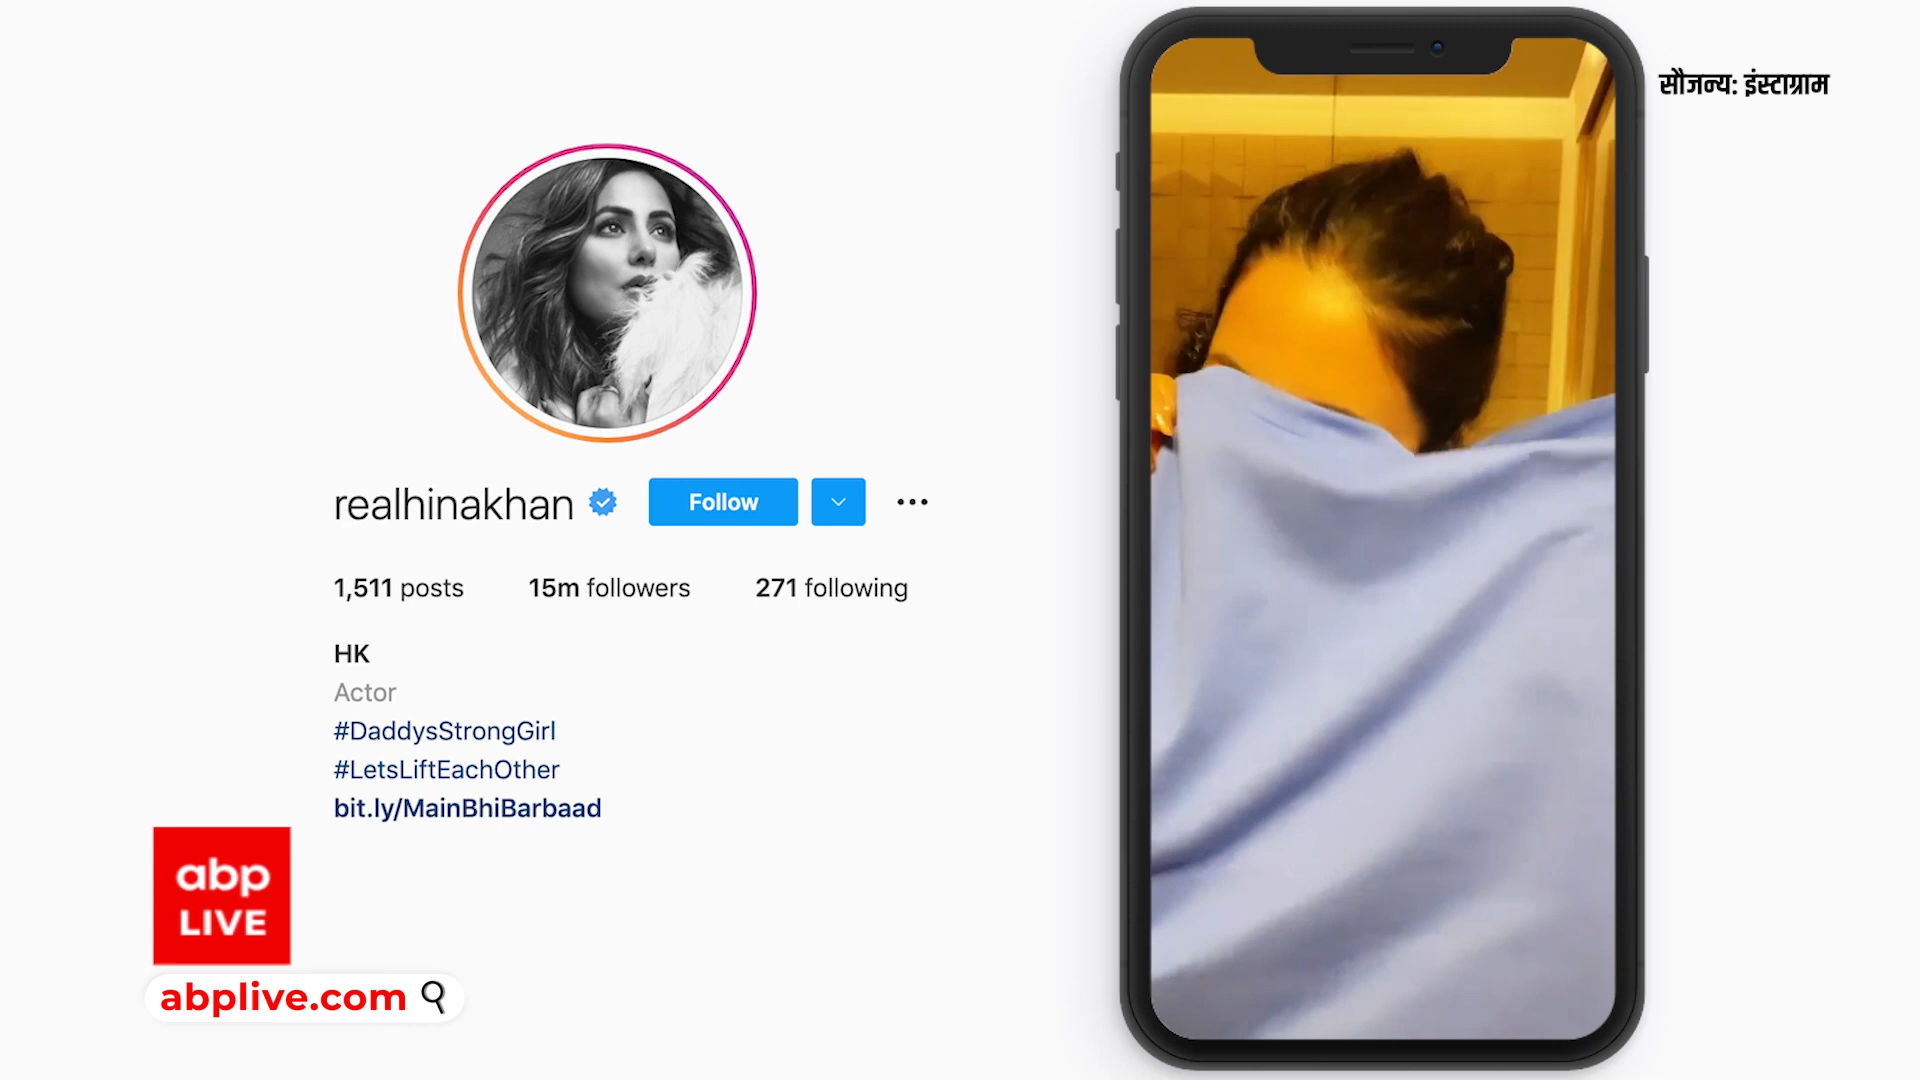 सौजन्य: इंस्टाग्राम
realhinakhan
Follow
1,511 posts 15m followers 271 following
HK
Actor
#DaddysStrongGirl
#LetsLiftEachOther
bit.ly/MainBhiBarbaad
abp
LIVE
abplive.com